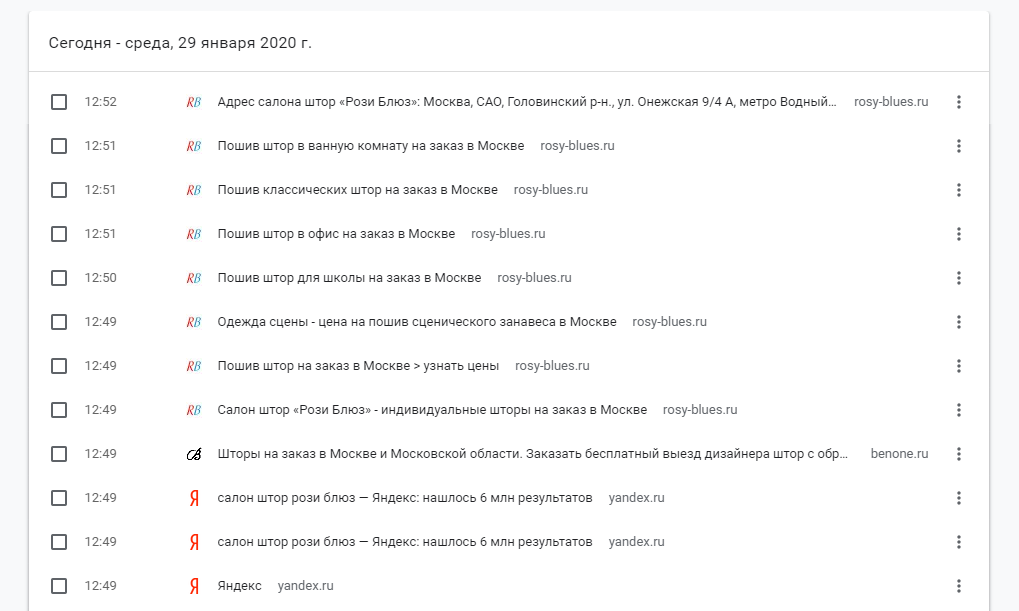 Сегодня - среда, 29 января 2020 г.
12:52 RB Адрес салона штор «Рози Блюз»: Москва, САО, Головинский р-н., ул. Онежская 9/4 А, метро Водный… rosy-blues.ru
12:51 RB Пошив штор в ванную комнату на заказ в Москве rosy-blues.ru
12:51 RB Пошив классических штор на заказ в Москве rosy-blues.ru
12:51 RB Пошив штор в офис на заказ в Москве rosy-blues.ru
12:50 RB Пошив штор для школы на заказ в Москве rosy-blues.ru
12:49 RB Одежда сцены - цена на пошив сценического занавеса в Москве rosy-blues.ru
12:49 RB Пошив штор на заказ в Москве > узнать цены rosy-blues.ru
12:49 RB Салон штор «Рози Блюз» - индивидуальные шторы на заказ в Москве rosy-blues.ru
12:49 Шторы на заказ в Москве и Московской области. Заказать бесплатный выезд дизайнера штор с обр… benone.ru
12:49 Я салон штор рози блюз — Яндекс: нашлось 6 млн результатов yandex.ru
12:49 Я салон штор рози блюз — Яндекс: нашлось 6 млн результатов yandex.ru
12:49 Я Яндекс yandex.ru